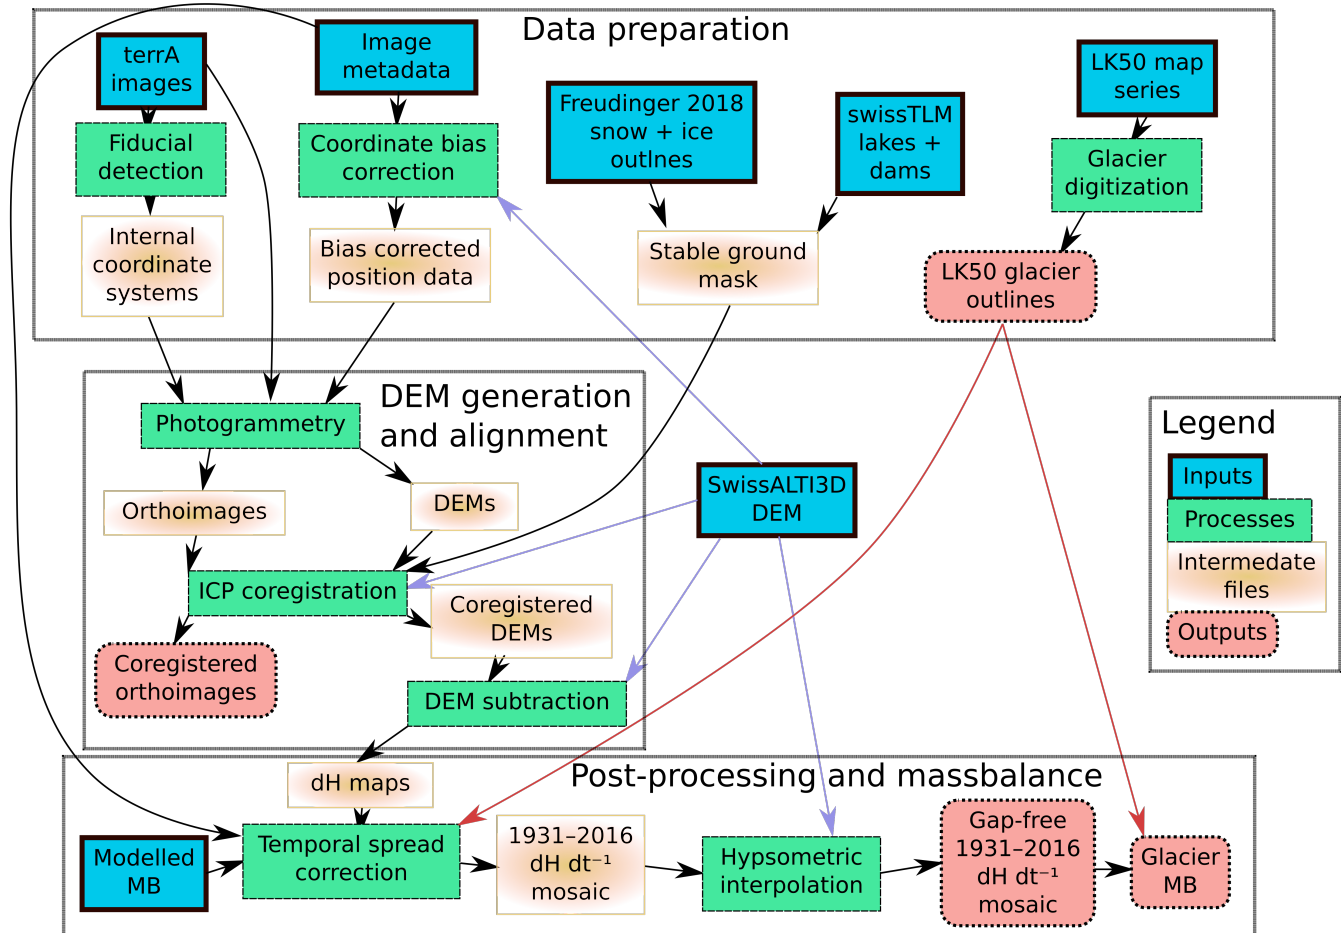 Data preparation
terrA
images
Image
metadata
Freudinger 2018
snow + ice
outlnes
swissTLM
lakes +
dams
LK50 map
series
Fiducial
detection
Coordinate bias
correction
Glacier
digitization
Internal
coordinate
systems
Bias corrected
position data
Stable ground
mask
LK50 glacier
outlines
DEM generation
and alignment
Photogrammetry
Orthoimages
DEMs
SwissALTI3D
DEM
ICP coregistration
Coregistered
DEMs
Coregistered
orthoimages
DEM subtraction
Legend
Inputs
Processes
Intermedate
files
Outputs
Post-processing and massbalance
dH maps
Modelled
MB
Temporal spread
correction
1931–2016
dH dt⁻¹
mosaic
Hypsometric
interpolation
Gap-free
1931–2016
dH dt⁻¹
mosaic
Glacier
MB